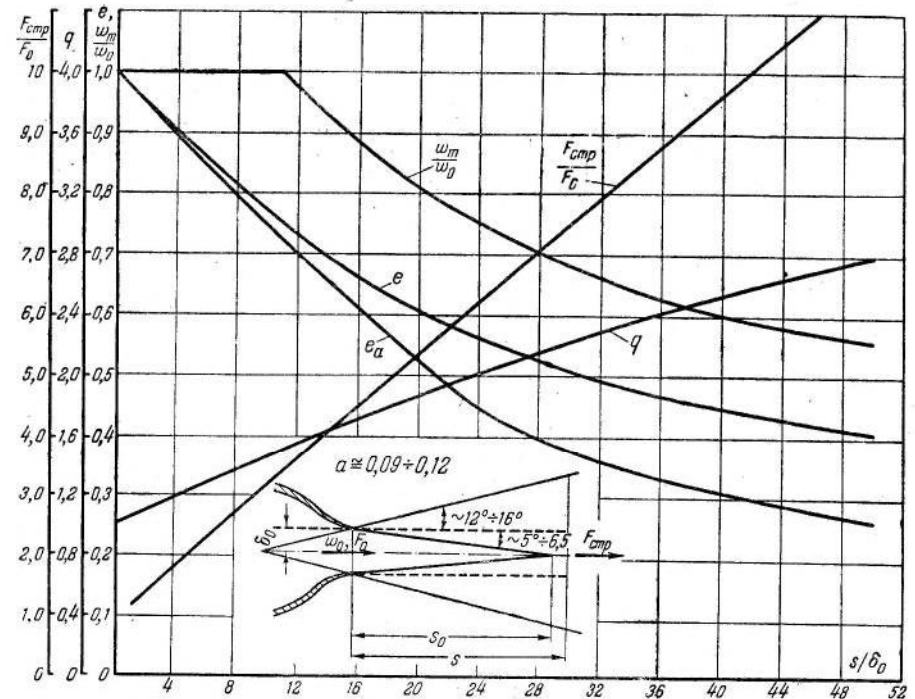 Fстр/F0 q e, ωm/ω0
10 4,0 1,0
9,0 3,6 0,9
8,0 3,2 0,8
7,0 2,8 0,7
6,0 2,4 0,6
5,0 2,0 0,5
4,0 1,6 0,4
3,0 1,2 0,3
2,0 0,8 0,2
1,0 0,4 0,1
0 0 0
ωm/ω0
Fстр/F0
e
ea
q
a≅0,09÷0,12
~12°÷16°
~5°÷6,5
δ0
ω0, F0
Fстр
s0
s
s/δ0
4 8 12 16 20 24 28 32 36 40 44 48 52